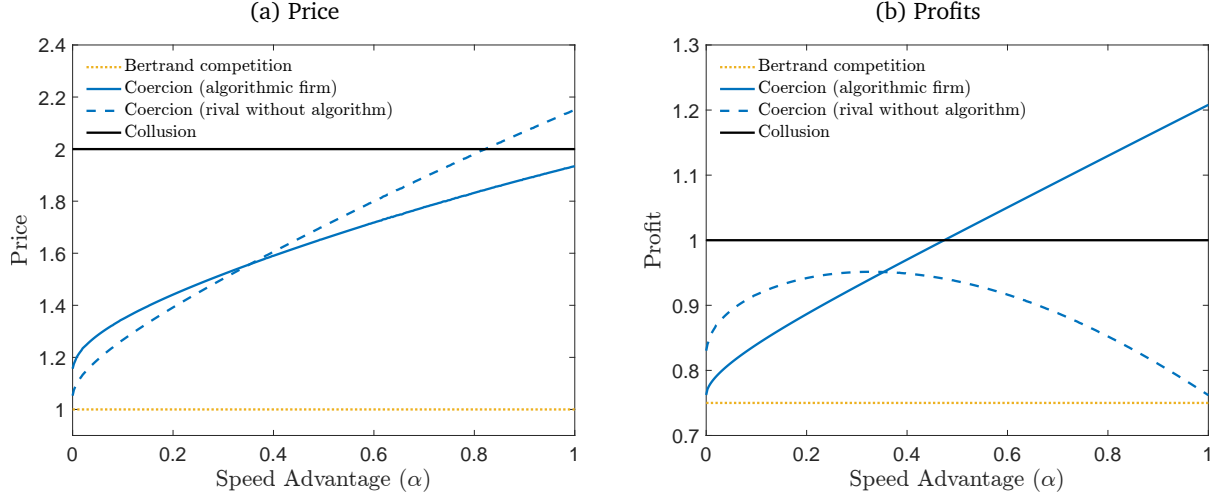 (a) Price
2.4
2.2
2
1.8
1.6
1.4
1.2
1
Price
Bertrand competition
Coercion (algorithmic firm)
Coercion (rival without algorithm)
Collusion
0
0.2
0.4
0.6
0.8
1
Speed Advantage (α)
(b) Profits
1.3
1.2
1.1
1
0.9
0.8
0.7
Profit
Bertrand competition
Coercion (algorithmic firm)
Coercion (rival without algorithm)
Collusion
0
0.2
0.4
0.6
0.8
1
Speed Advantage (α)